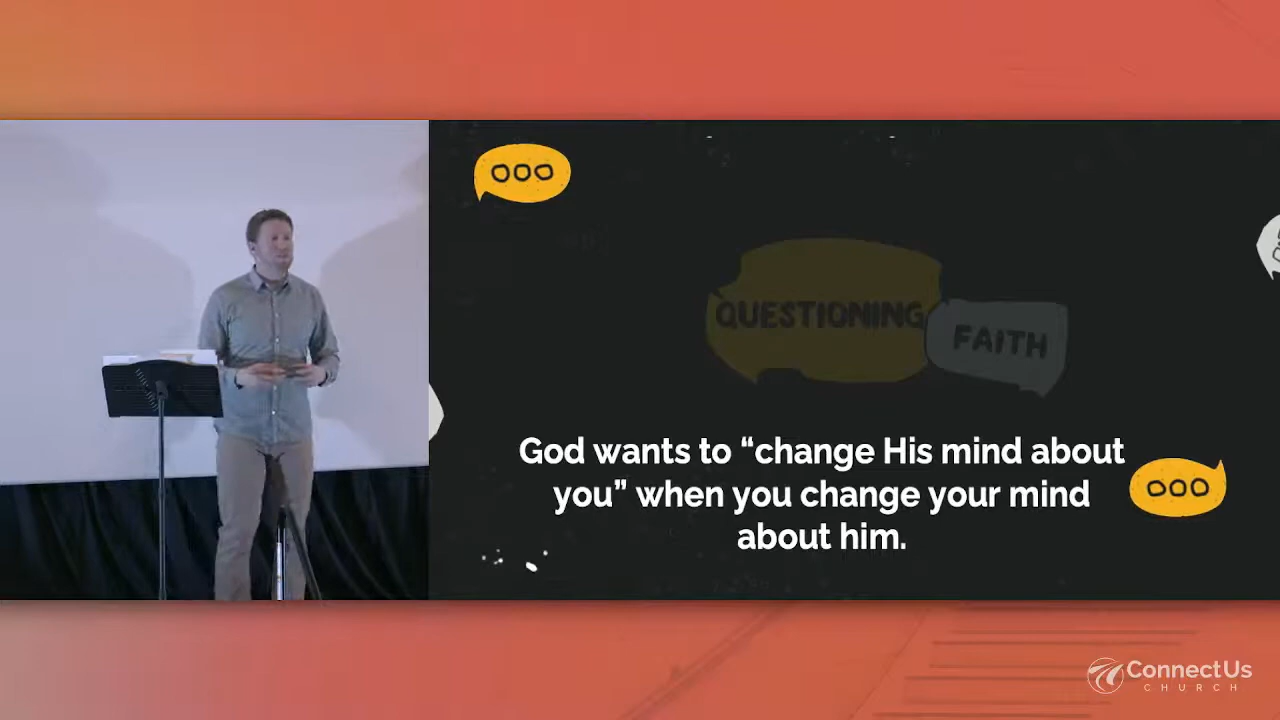 QUESTIONING
FAITH
God wants to “change His mind about
you” when you change your mind
about him.
ConnectUs
CHURCH